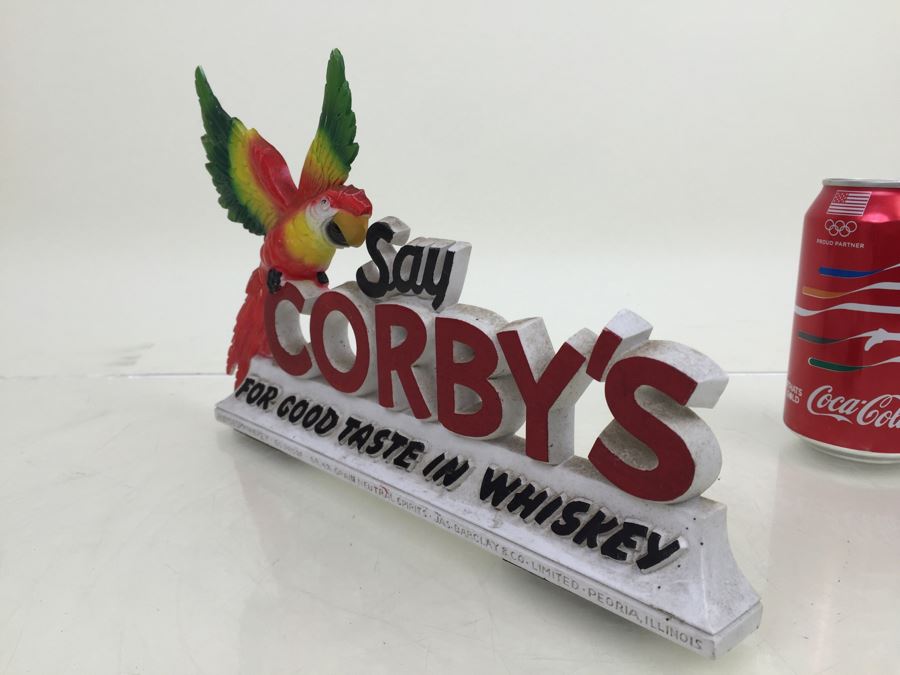 Say
CORBY'S
FOR GOOD TASTE IN WHISKEY
GRAIN NEUTRAL SPIRITS · JAS. BARCLAY & CO. LIMITED · PEORIA, ILLINOIS
PROUD PARTNER
Coca-Cola